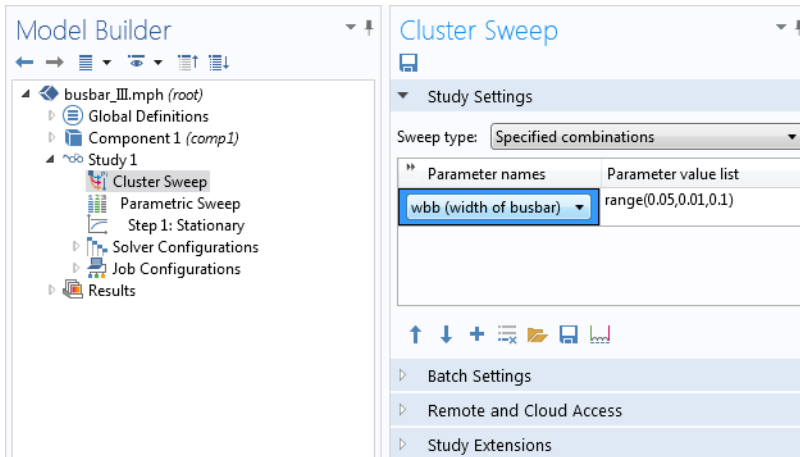 Model Builder
busbar_III.mph (root)
Global Definitions
Component 1 (comp1)
Study 1
Cluster Sweep
Parametric Sweep
Step 1: Stationary
Solver Configurations
Job Configurations
Results
Cluster Sweep
Study Settings
Sweep type: Specified combinations
Parameter names Parameter value list
wbb (width of busbar) range(0.05,0.01,0.1)
Batch Settings
Remote and Cloud Access
Study Extensions